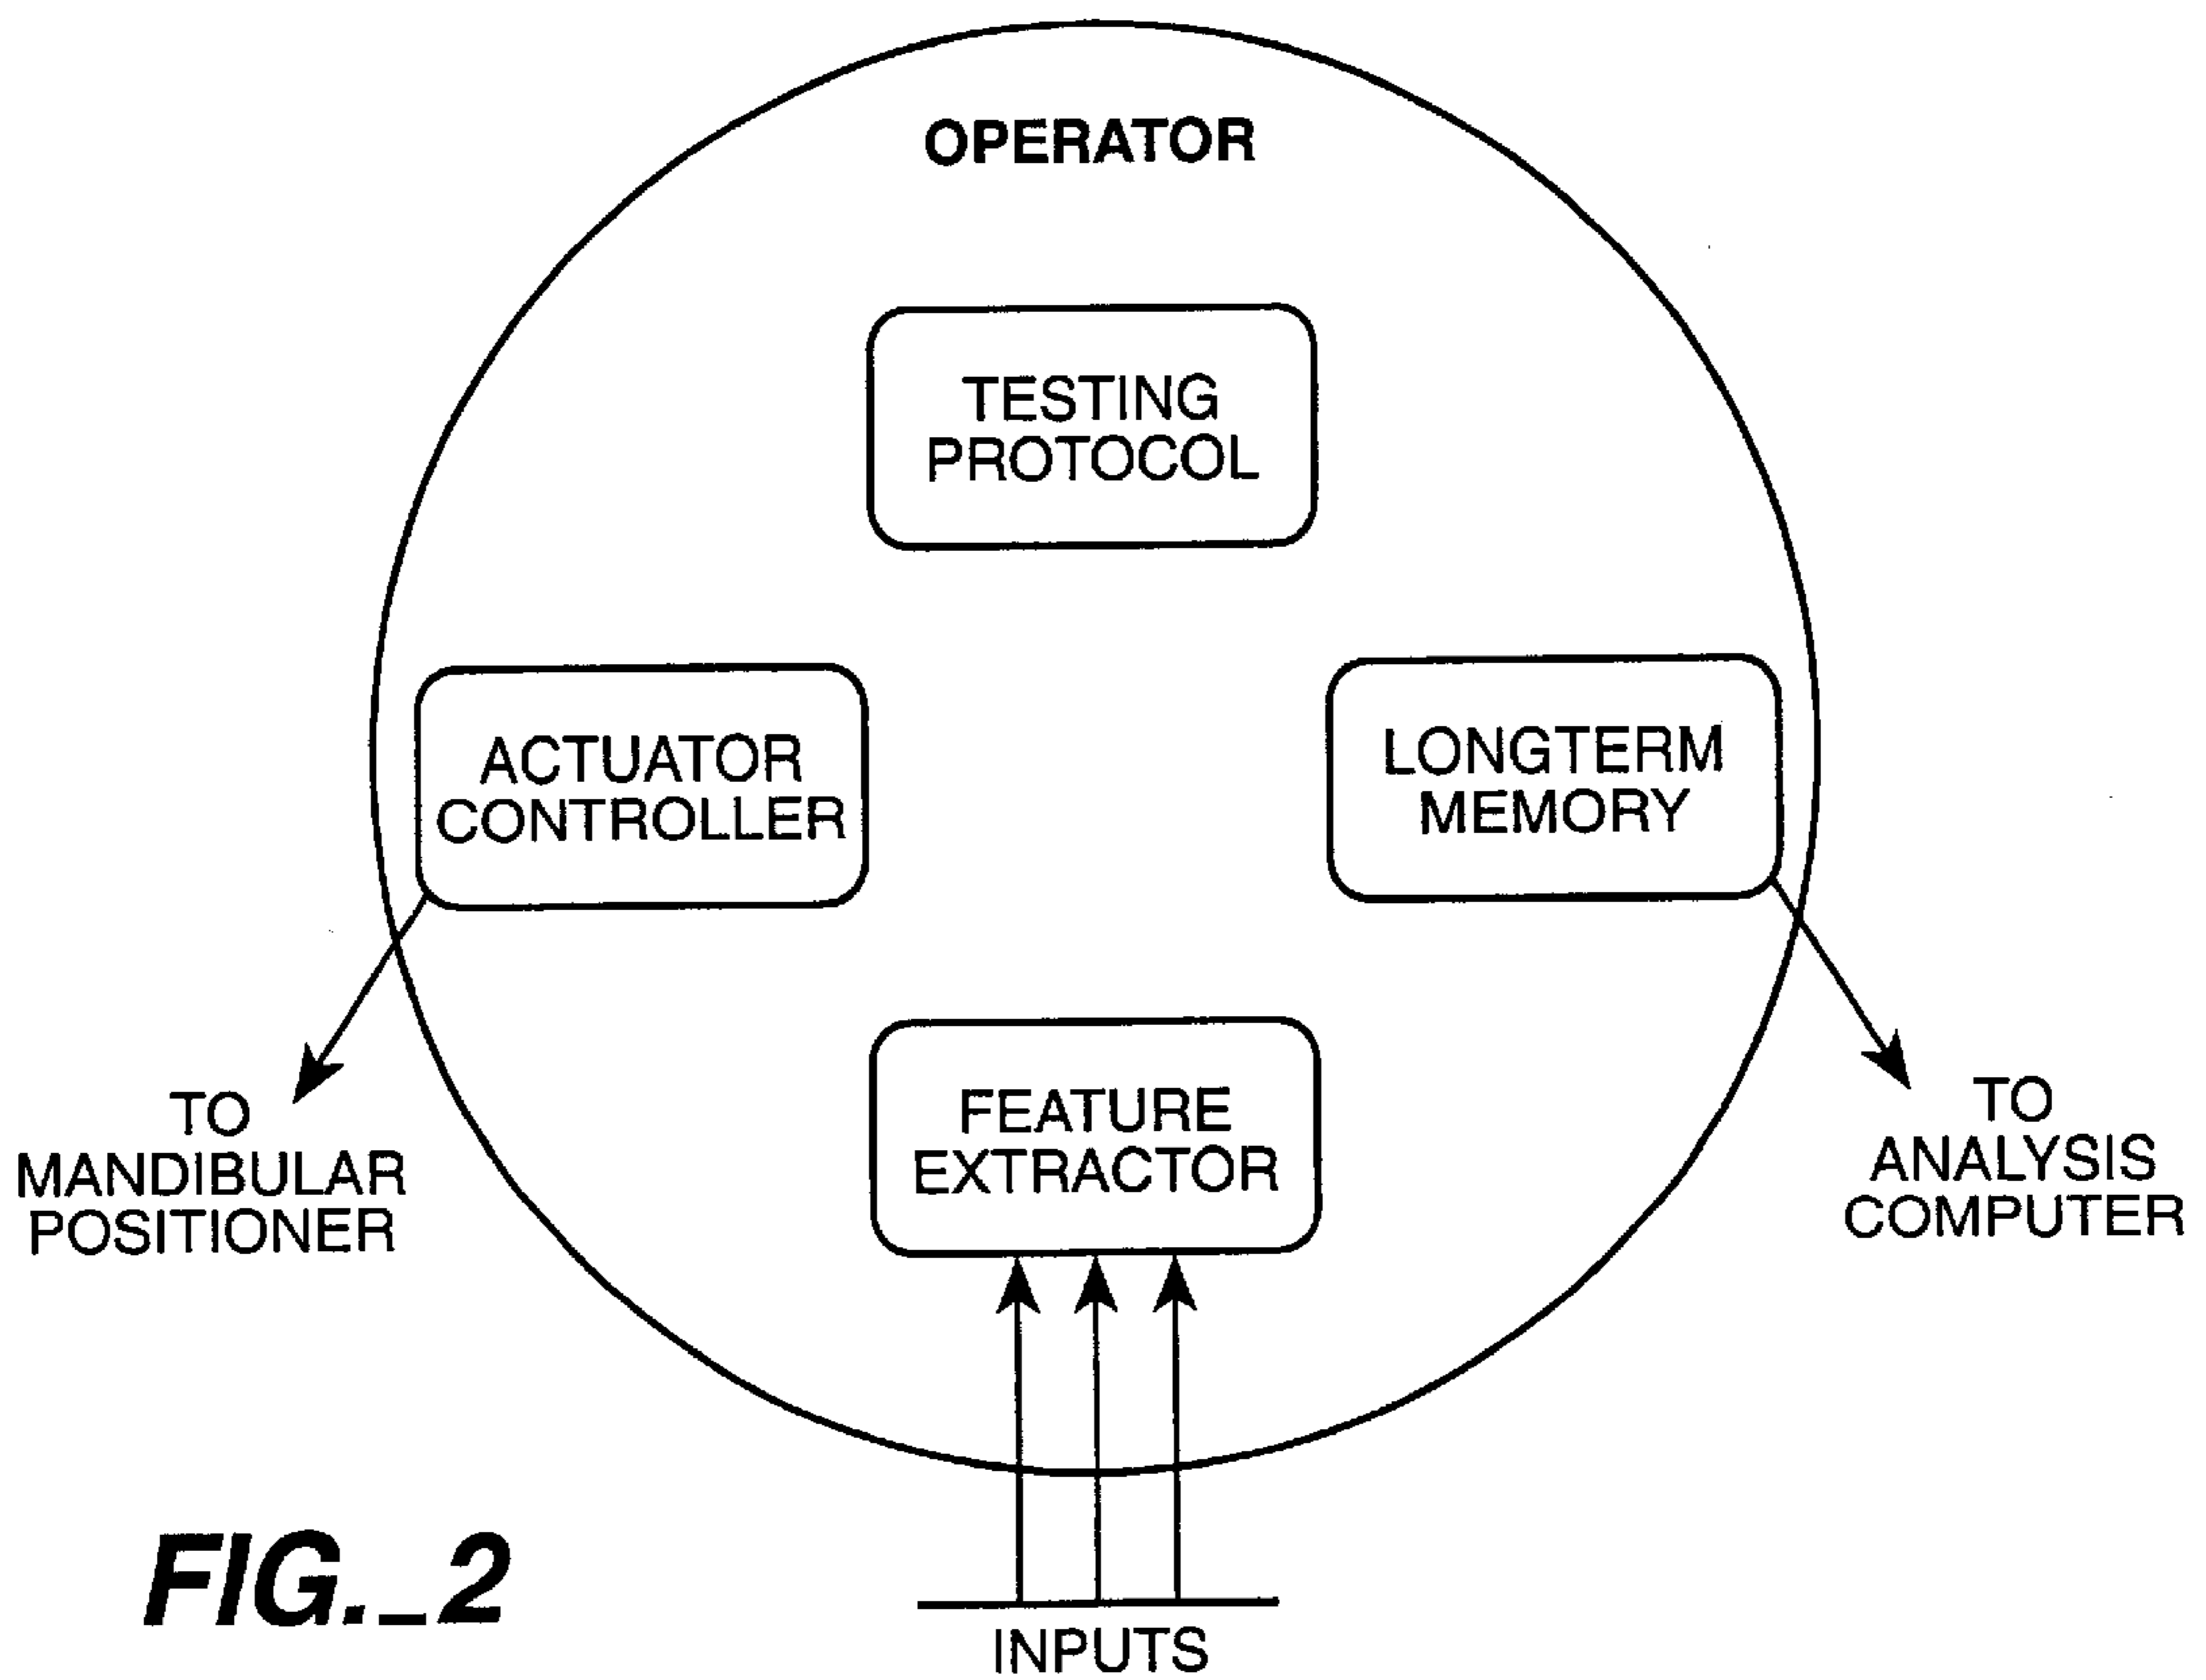 OPERATOR
TESTING
PROTOCOL
ACTUATOR
CONTROLLER
LONGTERM
MEMORY
FEATURE
EXTRACTOR
TO
MANDIBULAR
POSITIONER
TO
ANALYSIS
COMPUTER
INPUTS
FIG._2